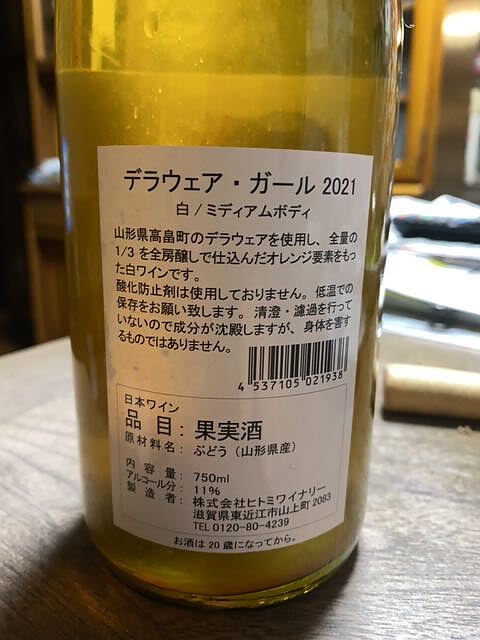 デラウェア・ガール 2021
白 / ミディアムボディ
山形県高畠町のデラウェアを使用し、全量の
1/3 を全房醸しで仕込んだオレンジ要素をもっ
た白ワインです。
酸化防止剤は使用しておりません。低温での
保存をお願い致します。清澄・濾過を行って
いないので成分が沈殿しますが、身体を害す
るものではありません。
4 537105 021938
日本ワイン
品 目: 果実酒
原材料名: ぶどう (山形県産)
内 容 量: 750ml
アルコール分: 11%
製 造 者: 株式会社ヒトミワイナリー
滋賀県東近江市山上町 2083
TEL 0120-80-4239
お酒は 20 歳になってから。